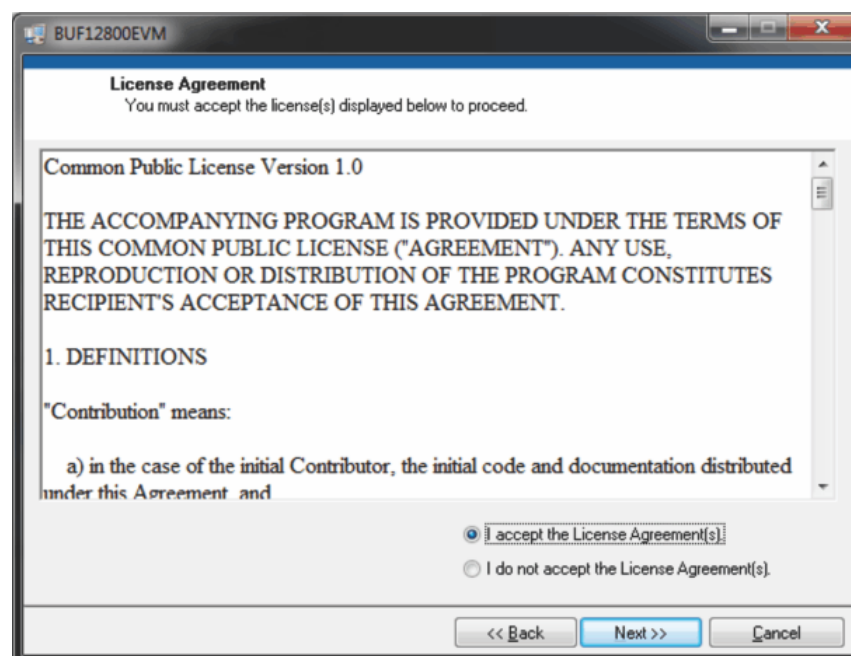 BUF12800EVM
License Agreement
You must accept the license(s) displayed below to proceed.
Common Public License Version 1.0
THE ACCOMPANYING PROGRAM IS PROVIDED UNDER THE TERMS OF
THIS COMMON PUBLIC LICENSE ("AGREEMENT"). ANY USE,
REPRODUCTION OR DISTRIBUTION OF THE PROGRAM CONSTITUTES
RECIPIENT'S ACCEPTANCE OF THIS AGREEMENT.
1. DEFINITIONS
"Contribution" means:
a) in the case of the initial Contributor, the initial code and documentation distributed
under this Agreement, and
I accept the License Agreement(s).
I do not accept the License Agreement(s).
<< Back Next >> Cancel